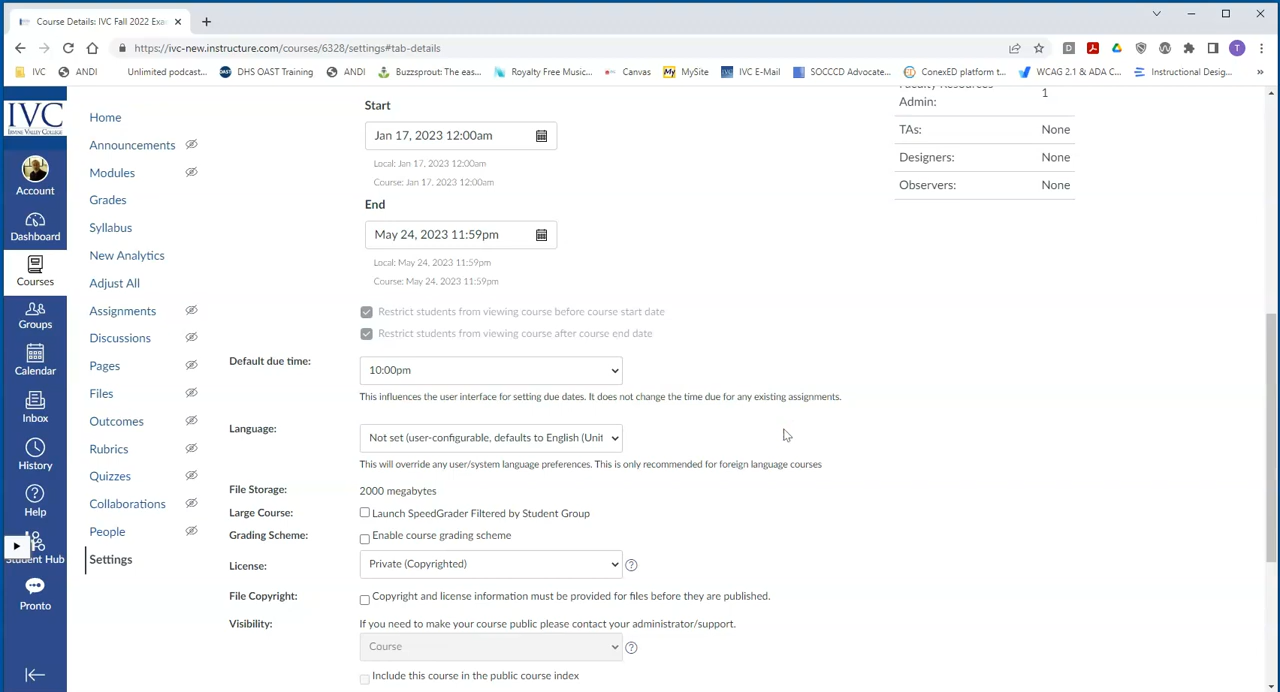 Course Details: IVC Fall 2022 Exa
https://ivc-new.instructure.com/courses/6328/settings#tab-details
T
IVC
ANDI
Unlimited podcast...
DHS OAST Training
ANDI
Buzzsprout: The eas...
Royalty Free Music...
Canvas
MySite
IVC E-Mail
SOCCCD Advocate...
ConexED platform t...
WCAG 2.1 & ADA C...
Instructional Desig...
»
IVC
IRVINE VALLEY COLLEGE
Account
Dashboard
Courses
Groups
Calendar
Inbox
History
Help
Student Hub
Pronto
Home
Announcements
Modules
Grades
Syllabus
New Analytics
Adjust All
Assignments
Discussions
Pages
Files
Outcomes
Rubrics
Quizzes
Collaborations
People
Settings
Start
Jan 17, 2023 12:00am
Local: Jan 17, 2023 12:00am
Course: Jan 17, 2023 12:00am
End
May 24, 2023 11:59pm
Local: May 24, 2023 11:59pm
Course: May 24, 2023 11:59pm
Restrict students from viewing course before course start date
Restrict students from viewing course after course end date
Default due time:
10:00pm
This influences the user interface for setting due dates. It does not change the time due for any existing assignments.
Language:
Not set (user-configurable, defaults to English (Unit
This will override any user/system language preferences. This is only recommended for foreign language courses
File Storage:
2000 megabytes
Large Course:
Launch SpeedGrader Filtered by Student Group
Grading Scheme:
Enable course grading scheme
License:
Private (Copyrighted)
File Copyright:
Copyright and license information must be provided for files before they are published.
Visibility:
If you need to make your course public please contact your administrator/support.
Course
Include this course in the public course index
Faculty Resources
Admin:
1
TAs:
None
Designers:
None
Observers:
None